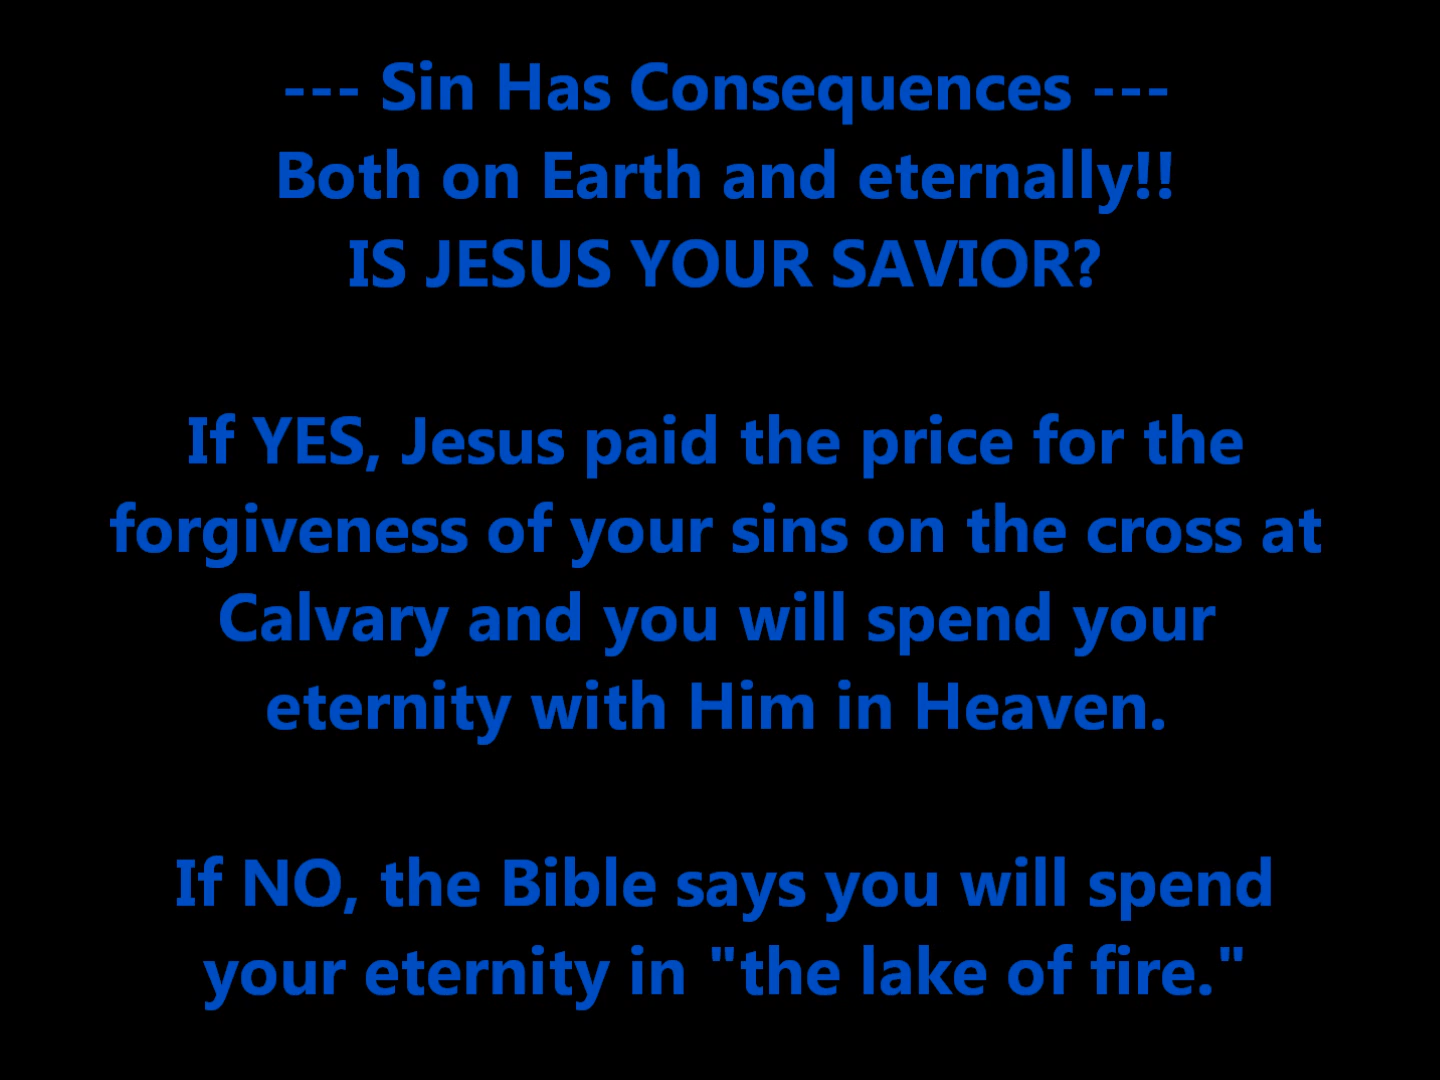 --- Sin Has Consequences ---
Both on Earth and eternally!!
IS JESUS YOUR SAVIOR?
If YES, Jesus paid the price for the
forgiveness of your sins on the cross at
Calvary and you will spend your
eternity with Him in Heaven.
If NO, the Bible says you will spend
your eternity in "the lake of fire."